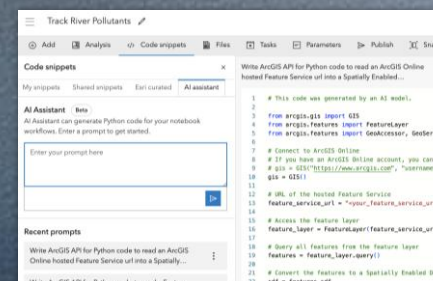 Track River Pollutants
Add Analysis Code snippets Files Tasks Parameters Publish Sna
Code snippets ×
My snippets Shared snippets Esri curated AI assistant
AI Assistant Beta
AI Assistant can generate Python code for your notebook
workflows. Enter a prompt to get started.
Enter your prompt here
Recent prompts
Write ArcGIS API for Python code to read an ArcGIS
Online hosted Feature Service url into a Spatially...
Write ArcGIS API for Python code to read an ArcGIS Online
hosted Feature Service url into a Spatially Enabled...
1 # This code was generated by an AI model.
2
3 from arcgis.gis import GIS
4 from arcgis.features import FeatureLayer
5 from arcgis.features import GeoAccessor, GeoSer
6
7 # Connect to ArcGIS Online
8 # If you have an ArcGIS Online account, you can
9 # gis = GIS("https://www.arcgis.com", "username
10 gis = GIS()
11
12 # URL of the hosted Feature Service
13 feature_service_url = "<your_feature_service_ur
14
15 # Access the feature layer
16 feature_layer = FeatureLayer(feature_service_ur
17
18 # Query all features from the feature layer
19 features = feature_layer.query()
20
21 # Convert the features to a Spatially Enabled D